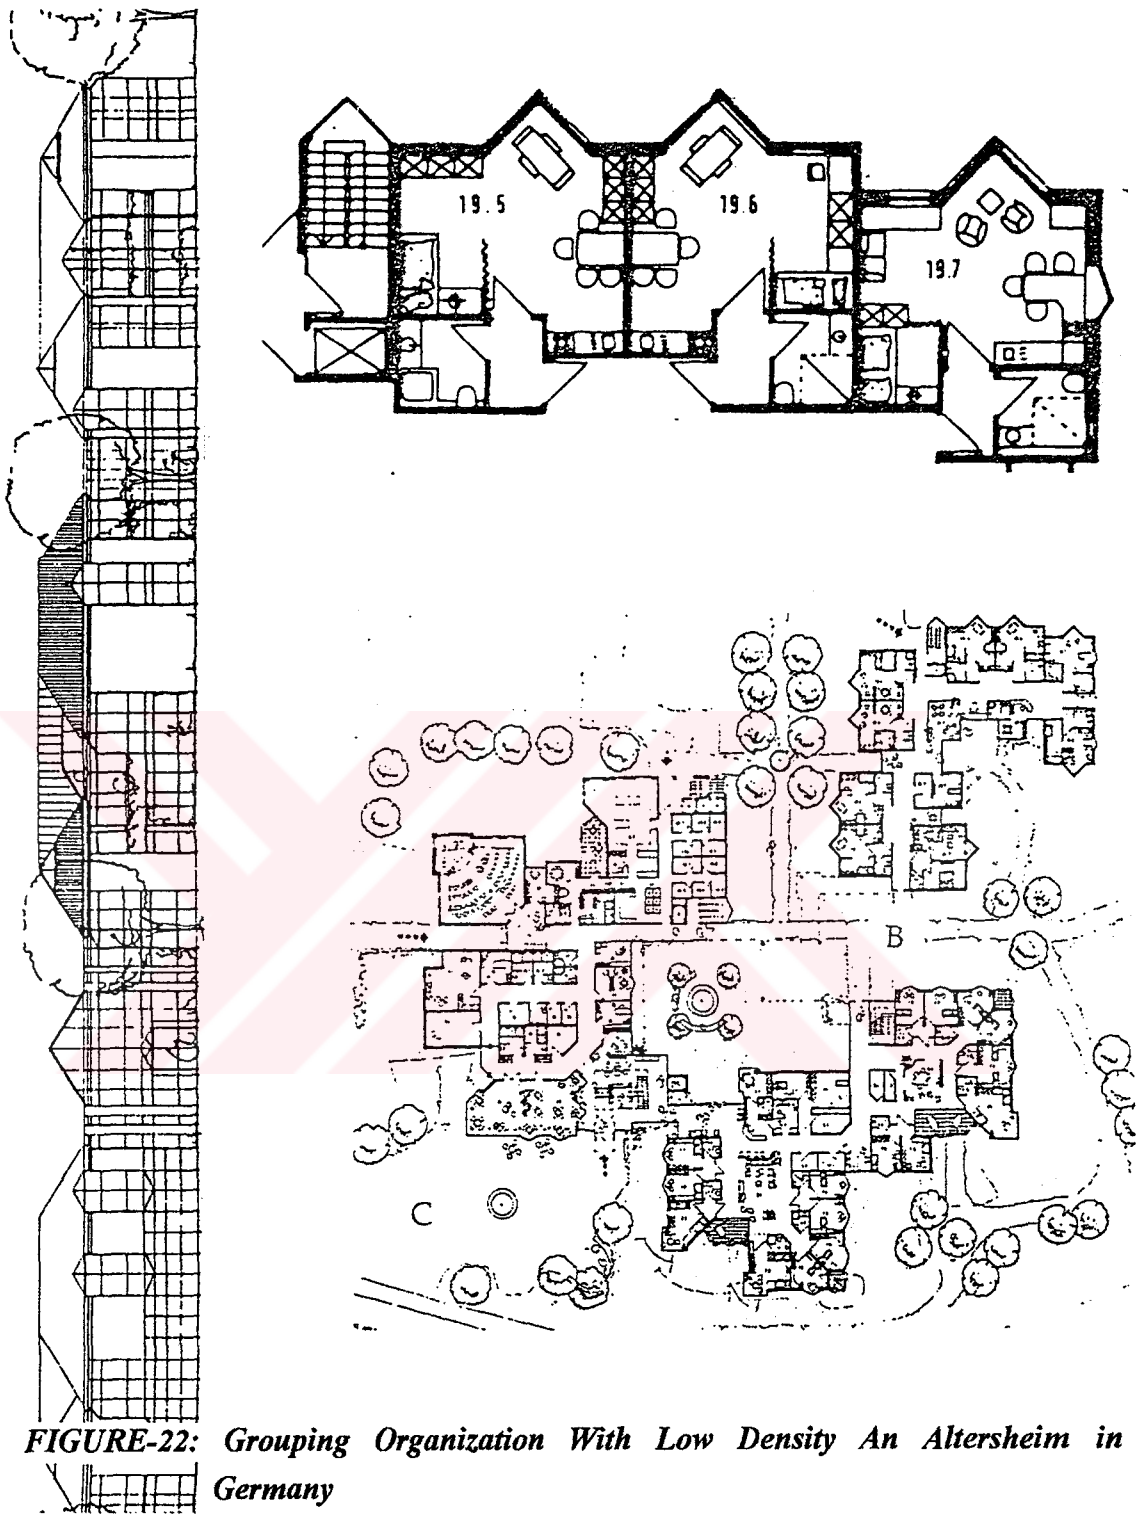 19.5
19.6
19.7
B
C
FIGURE-22: Grouping Organization With Low Density An Altersheim in
Germany